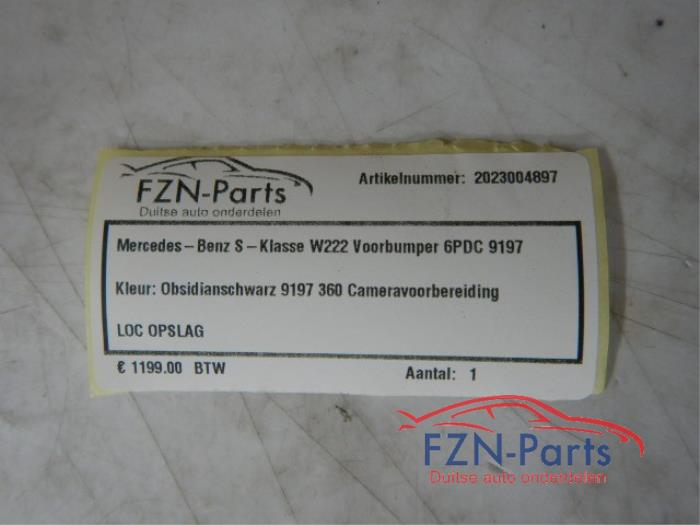 FZN-Parts
Duitse auto onderdelen
Artikelnummer: 2023004897
Mercedes-Benz S-Klasse W222 Voorbumper 6PDC 9197
Kleur: Obsidianschwarz 9197 360 Cameravoorbereiding
LOC OPSLAG
€ 1199.00 BTW
Aantal: 1
FZN-Parts
Duitse auto onderdelen